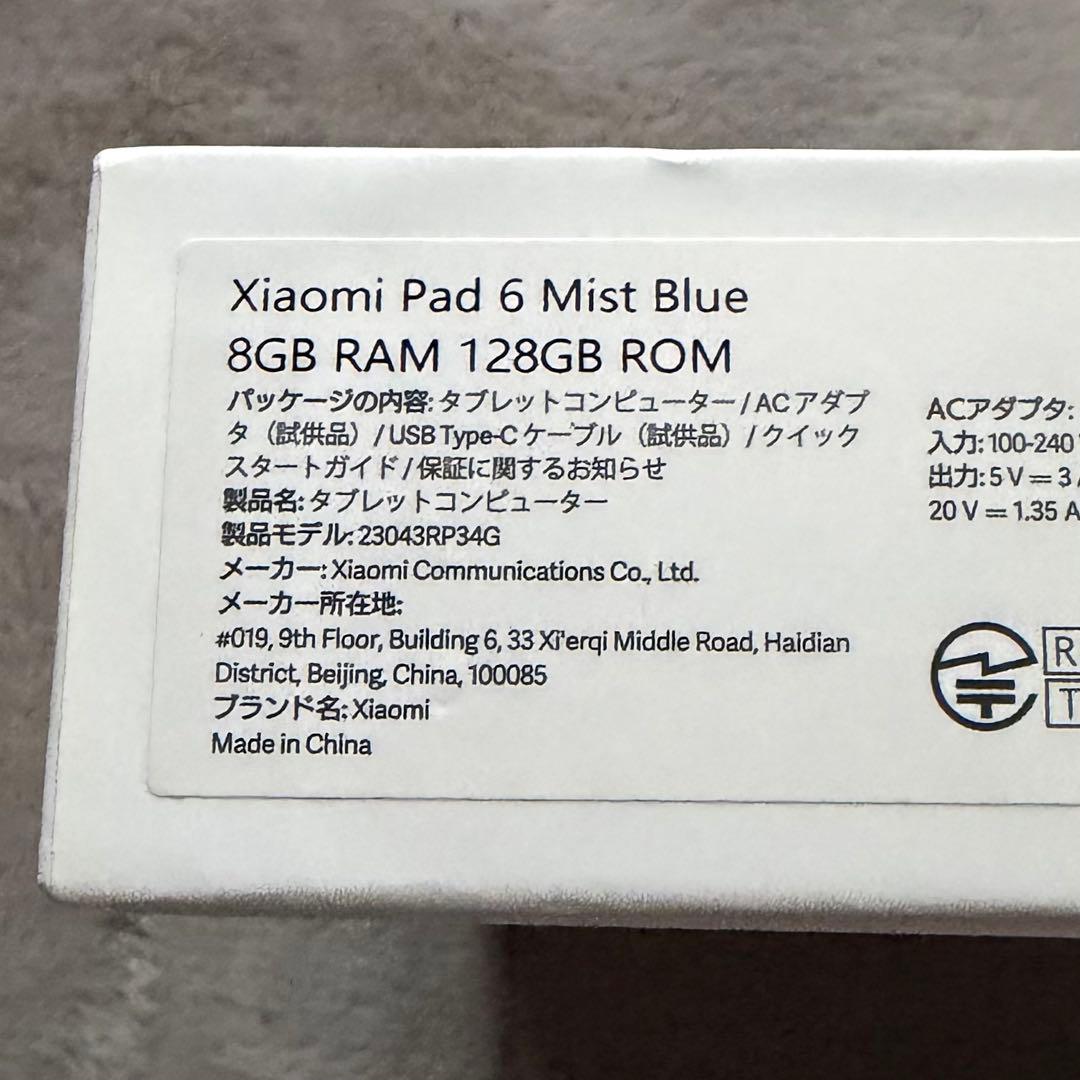 Xiaomi Pad 6 Mist Blue
8GB RAM 128GB ROM
パッケージの内容: タブレットコンピューター / ACアダプ
タ（試供品）/ USB Type-C ケーブル（試供品）/ クイック
スタートガイド / 保証に関するお知らせ
製品名: タブレットコンピューター
製品モデル: 23043RP34G
メーカー: Xiaomi Communications Co., Ltd.
メーカー所在地:
#019, 9th Floor, Building 6, 33 Xi'erqi Middle Road, Haidian
District, Beijing, China, 100085
ブランド名: Xiaomi
Made in China
ACアダプタ:
入力: 100-240
出力: 5 V ⎓ 3
20 V ⎓ 1.35 A
R
T